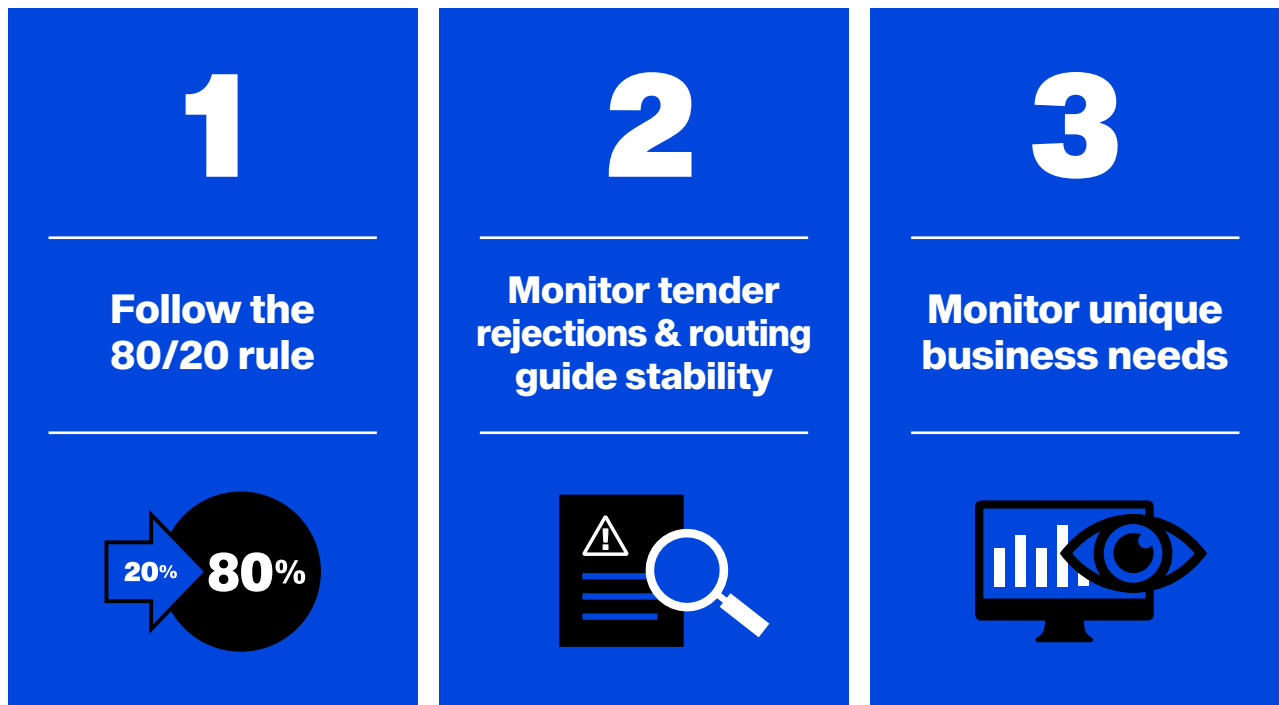 1
Follow the
80/20 rule
20%
80%
2
Monitor tender
rejections & routing
guide stability
!
3
Monitor unique
business needs